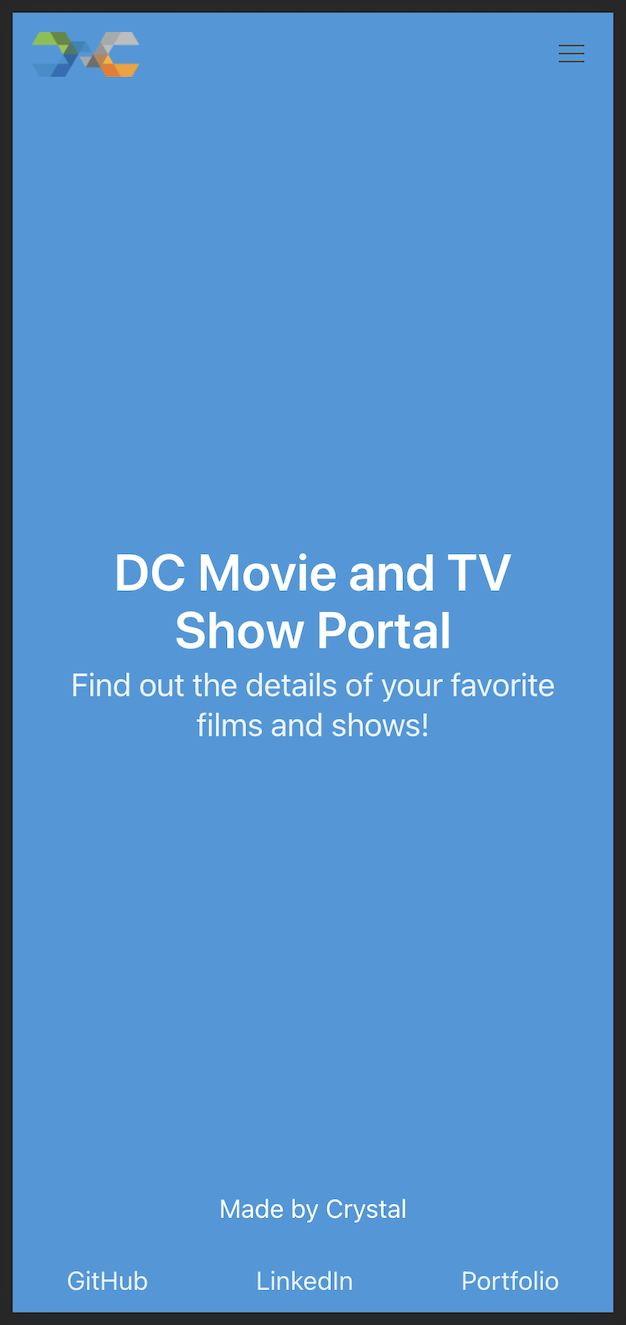 DC Movie and TV
Show Portal
Find out the details of your favorite
films and shows!
Made by Crystal
GitHub
LinkedIn
Portfolio